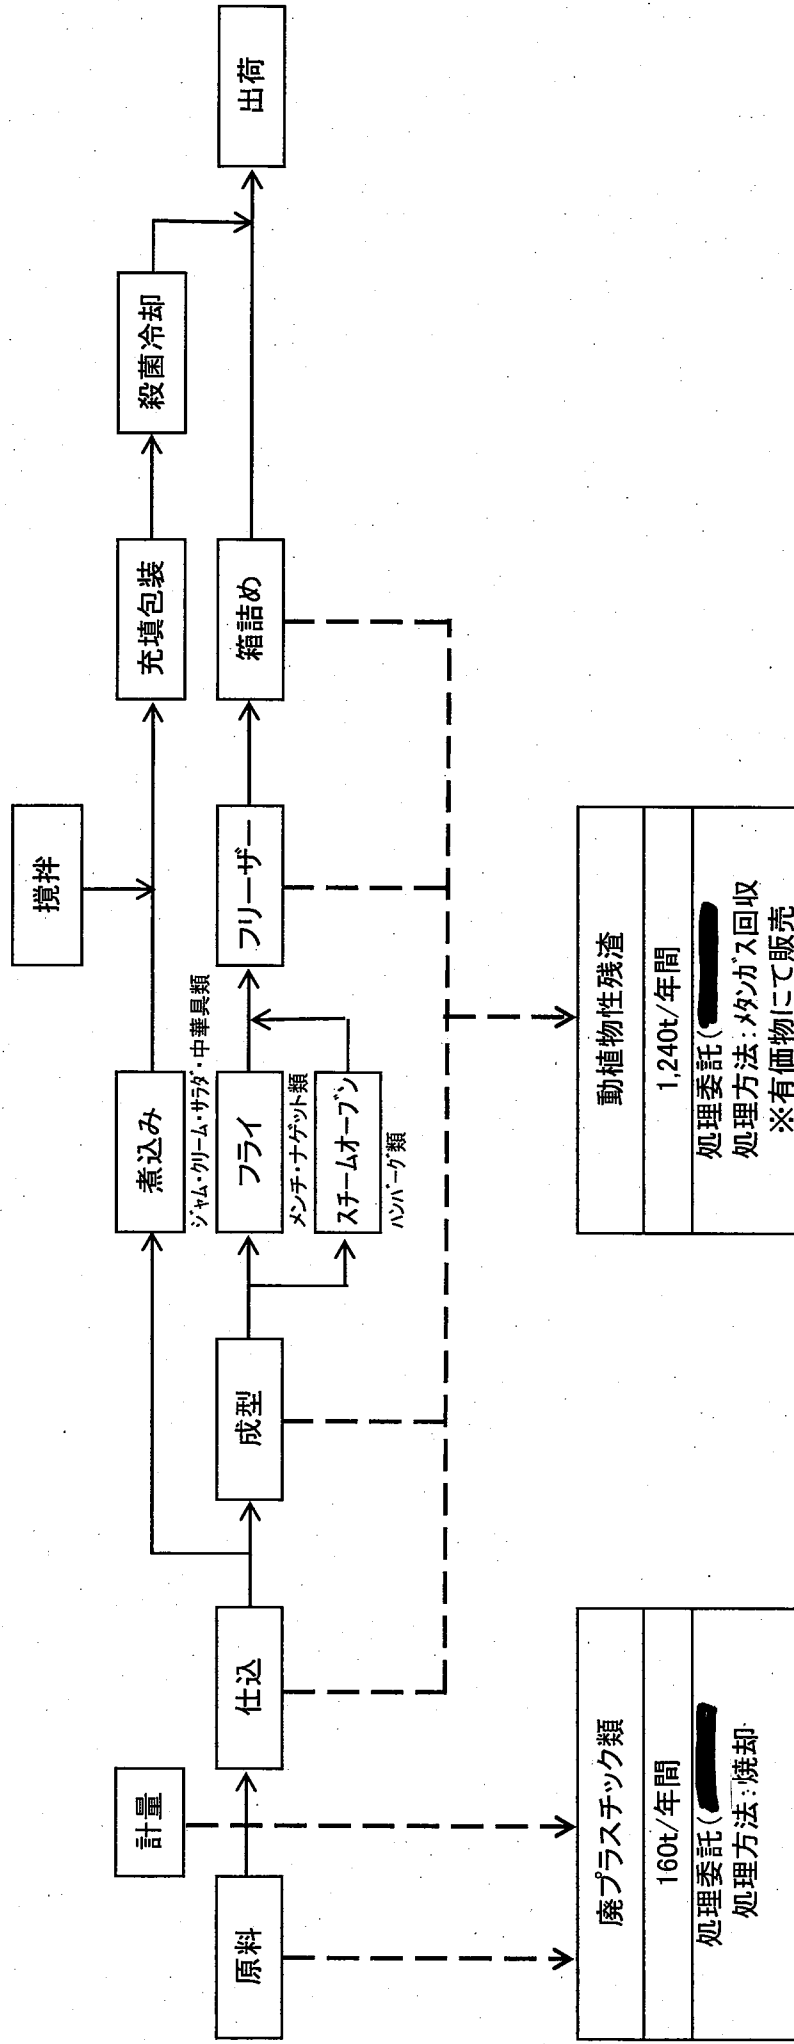 攪拌
煮込み
充填包装
殺菌冷却
ジャム・クリーム・サラダ・中華具類
計量
原料
仕込
成型
フライ
フリーザー
箱詰め
出荷
メンチ・ナゲット類
スチームオーブン
ハンバーグ類
廃プラスチック類
160t/年間
処理委託(
処理方法:焼却
動植物性残渣
1,240t/年間
処理委託(
処理方法:メタンガス回収
※有価物にて販売